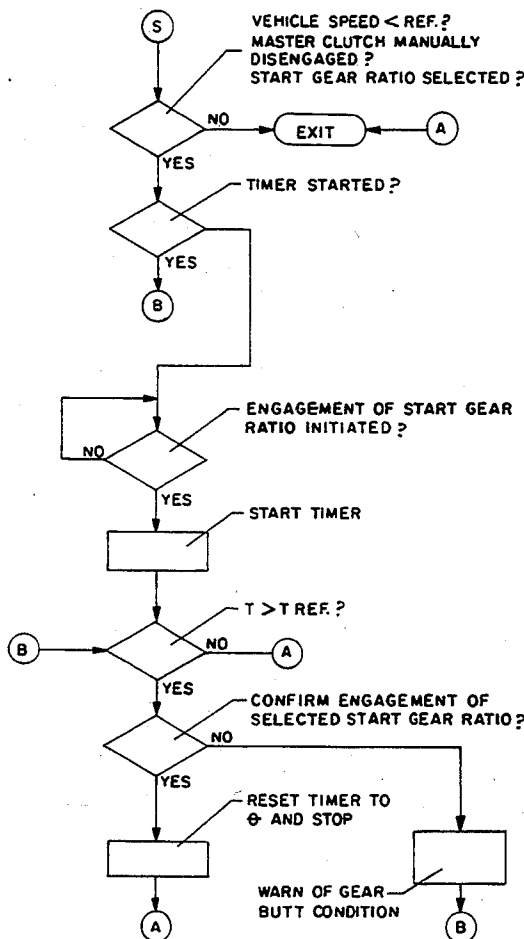 S
VEHICLE SPEED < REF.?
MASTER CLUTCH MANUALLY
DISENGAGED?
START GEAR RATIO SELECTED?
NO
EXIT
A
YES
TIMER STARTED?
YES
B
ENGAGEMENT OF START GEAR
RATIO INITIATED?
NO
YES
START TIMER
T > T REF.?
B
NO
A
YES
CONFIRM ENGAGEMENT OF
SELECTED START GEAR RATIO?
NO
YES
RESET TIMER TO
θ AND STOP
WARN OF GEAR
BUTT CONDITION
A
B